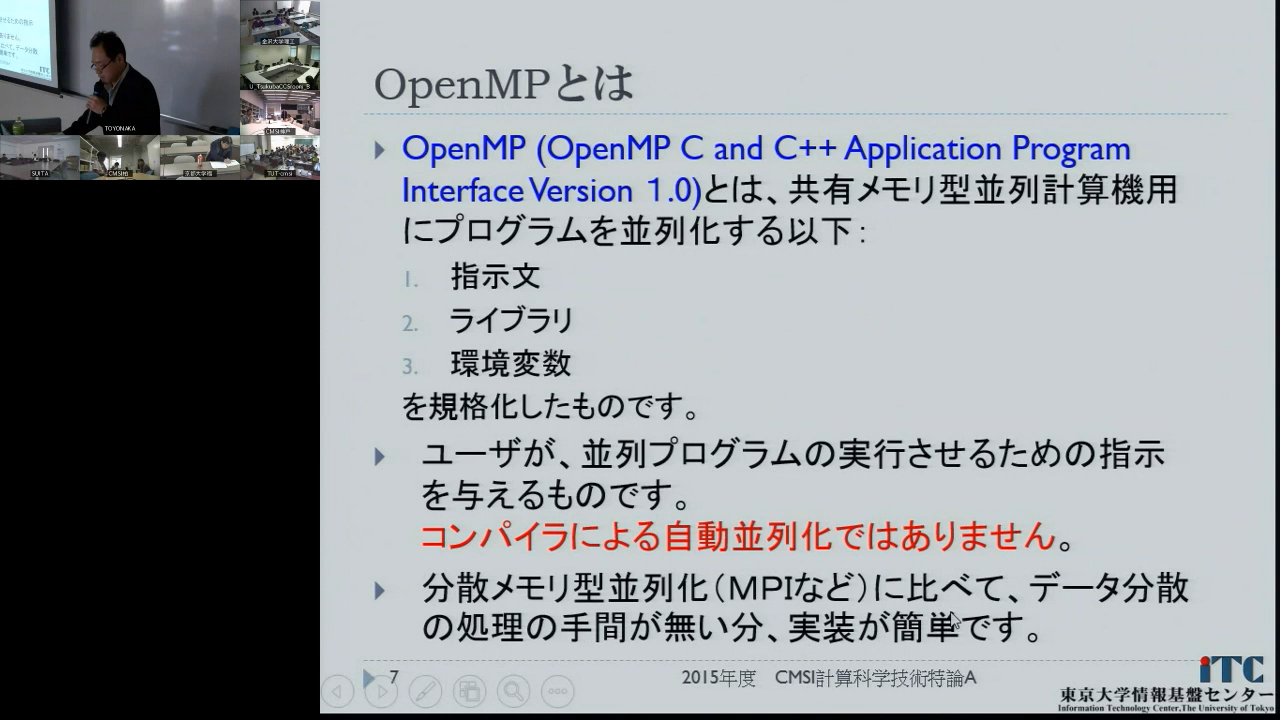 OpenMPとは
OpenMP (OpenMP C and C++ Application Program
Interface Version 1.0)とは、共有メモリ型並列計算機用
にプログラムを並列化する以下：
1. 指示文
2. ライブラリ
3. 環境変数
を規格化したものです。
ユーザが、並列プログラムの実行させるための指示
を与えるものです。
コンパイラによる自動並列化ではありません。
分散メモリ型並列化（MPIなど）に比べて、データ分散
の処理の手間が無い分、実装が簡単です。
7
2015年度 CMSI計算科学技術特論A
iTC
東京大学情報基盤センター
Information Technology Center, The University of Tokyo
TOYONAKA
金沢大学理工
U_TsukubaCCSroom_B
CMSI神戸
SUITA
CMSI柏
TUT-cmsi